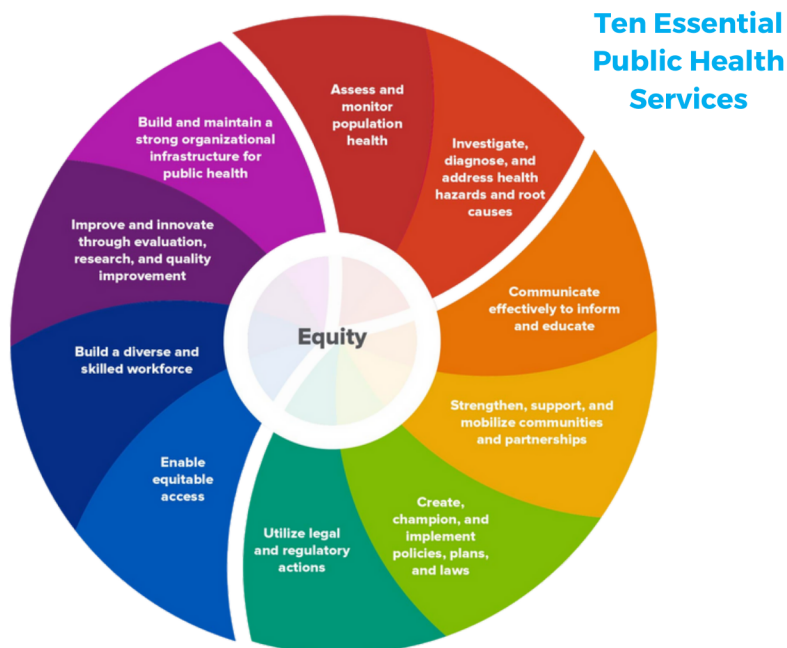 Ten Essential
Public Health
Services
Assess and
monitor
population
health
Investigate,
diagnose, and
address health
hazards and root
causes
Communicate
effectively to inform
and educate
Strengthen, support, and
mobilize communities
and partnerships
Create,
champion, and
implement
policies, plans,
and laws
Utilize legal
and regulatory
actions
Enable
equitable
access
Build a diverse and
skilled workforce
Improve and innovate
through evaluation,
research, and quality
improvement
Build and maintain a
strong organizational
infrastructure for
public health
Equity